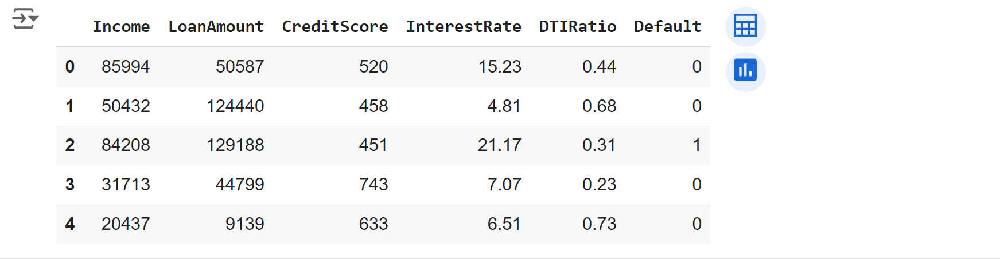 Income LoanAmount CreditScore InterestRate DTIRatio Default
0 85994 50587 520 15.23 0.44 0
1 50432 124440 458 4.81 0.68 0
2 84208 129188 451 21.17 0.31 1
3 31713 44799 743 7.07 0.23 0
4 20437 9139 633 6.51 0.73 0